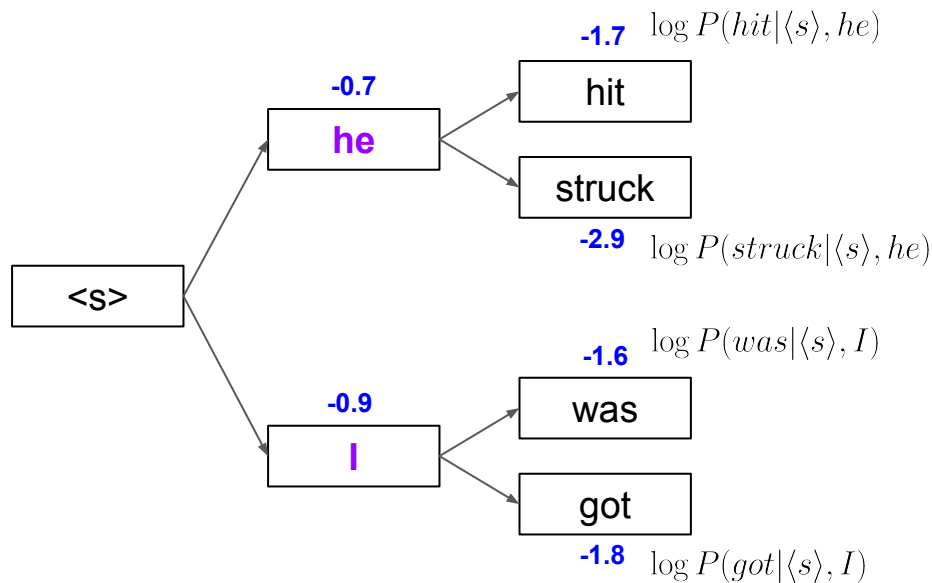 -1.7 log P(hit|⟨s⟩, he)
hit
-0.7
he
struck
-2.9 log P(struck|⟨s⟩, he)
<s>
-1.6 log P(was|⟨s⟩, I)
was
-0.9
I
got
-1.8 log P(got|⟨s⟩, I)